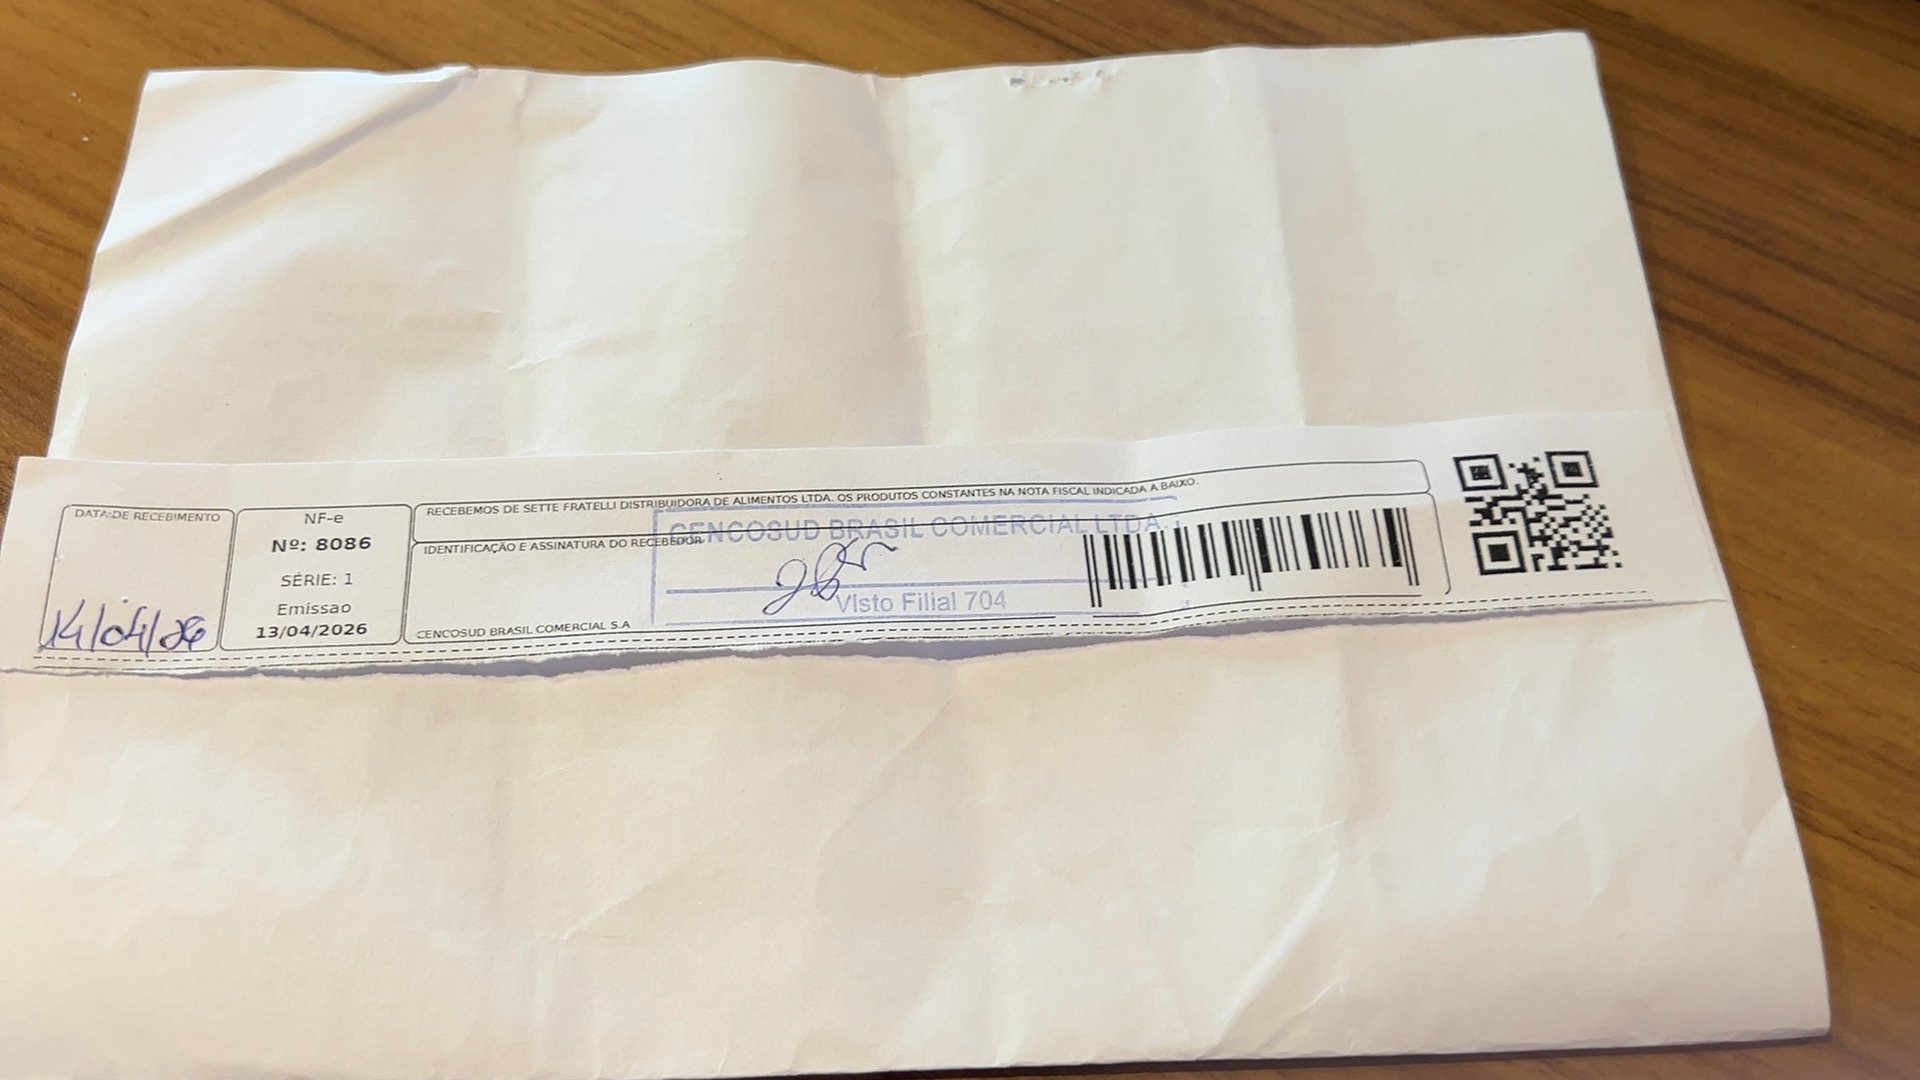 DATA DE RECEBIMENTO
14/04/26
NF-e
Nº: 8086
SÉRIE: 1
Emissao
13/04/2026
RECEBEMOS DE SETTE FRATELLI DISTRIBUIDORA DE ALIMENTOS LTDA. OS PRODUTOS CONSTANTES NA NOTA FISCAL INDICADA A BAIXO.
IDENTIFICAÇÃO E ASSINATURA DO RECEBEDOR
CENCOSUD BRASIL COMERCIAL LTDA
Visto Filial 704
CENCOSUD BRASIL COMERCIAL S.A